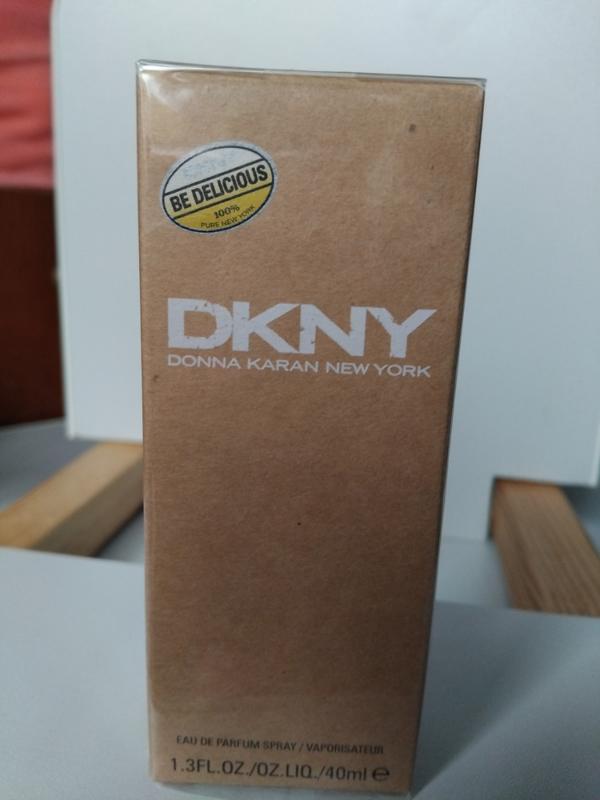 BE DELICIOUS
100%
PURE NEW YORK
DKNY
DONNA KARAN NEW YORK
EAU DE PARFUM SPRAY / VAPORISATEUR
1.3FL.OZ./OZ.LIQ./40ml ℮